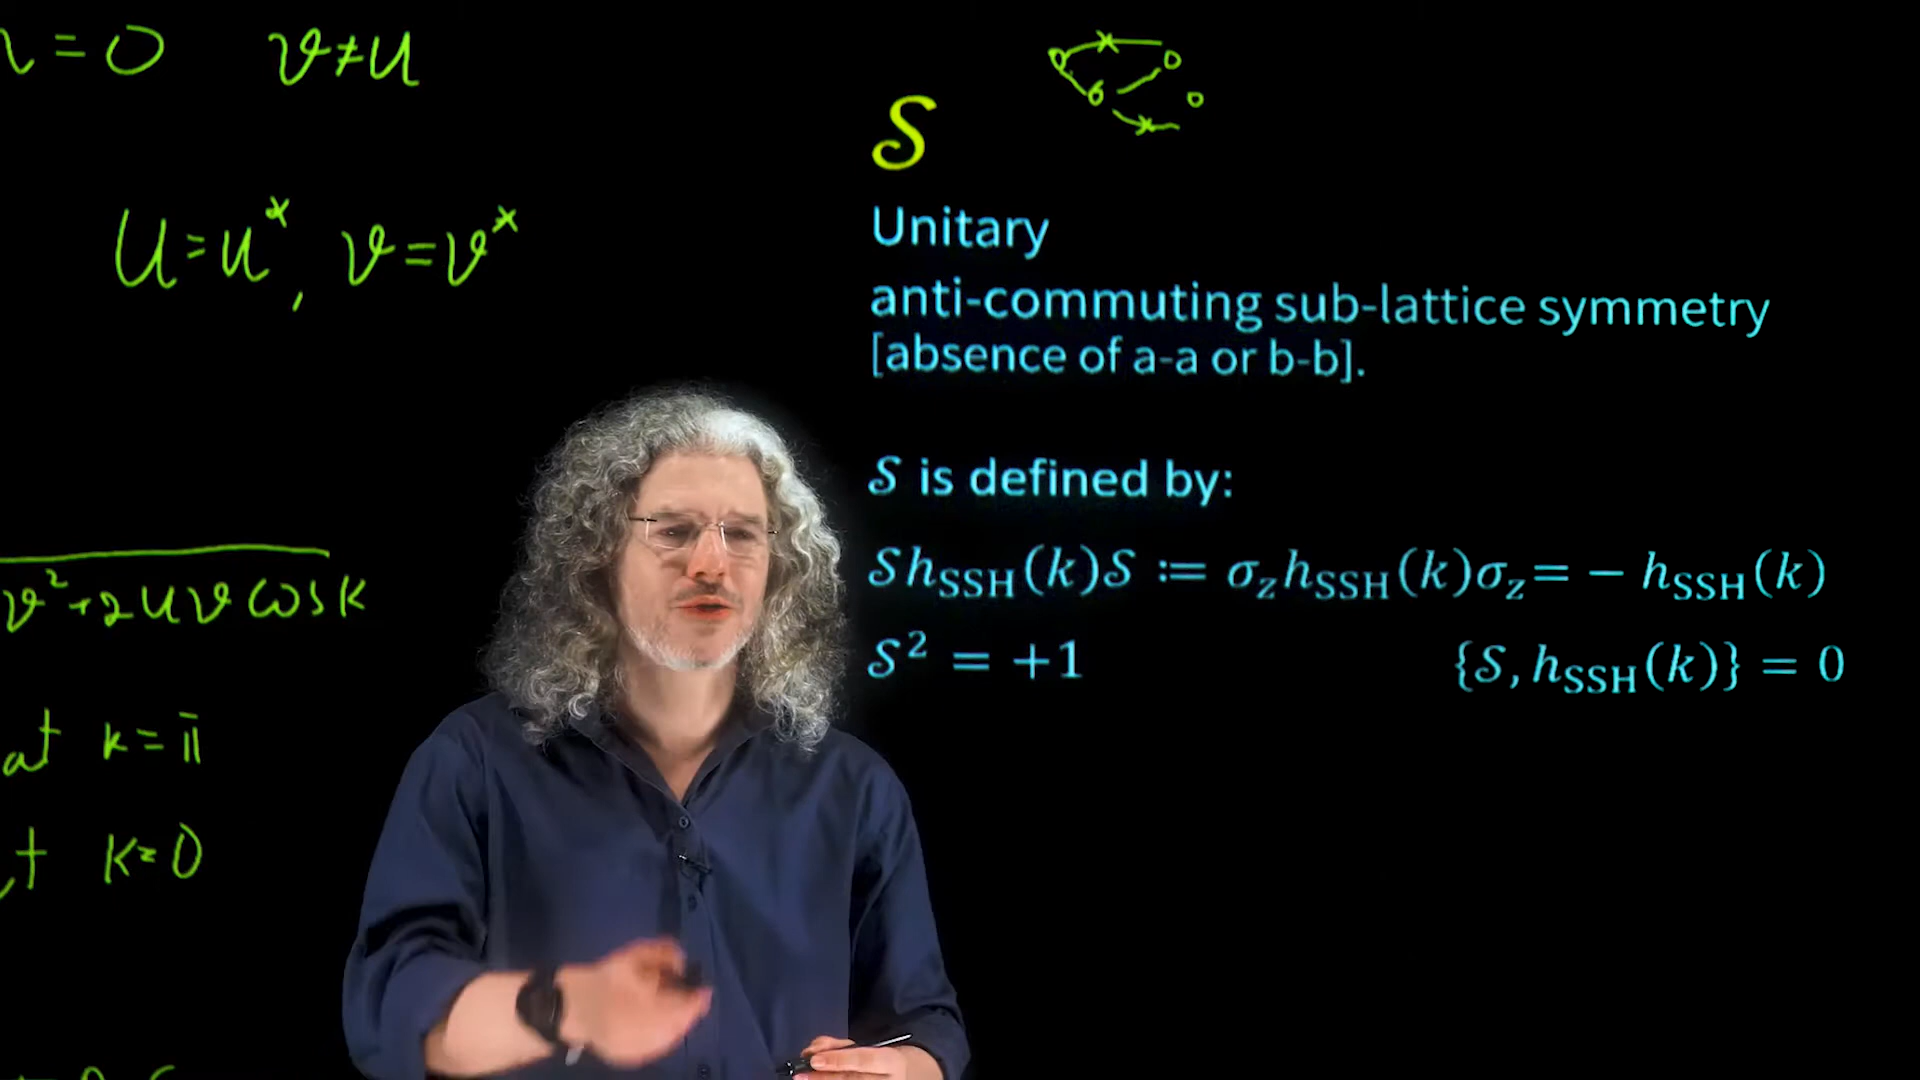 = 0 v ≠ u
u = u*, v = v*
v² + 2uv cos k
at k = π
t k = 0
𝒮
Unitary
anti-commuting sub-lattice symmetry
[absence of a-a or b-b].
𝒮 is defined by:
𝒮h_SSH(k)𝒮 := σ_z h_SSH(k)σ_z = − h_SSH(k)
𝒮² = +1 {𝒮, h_SSH(k)} = 0